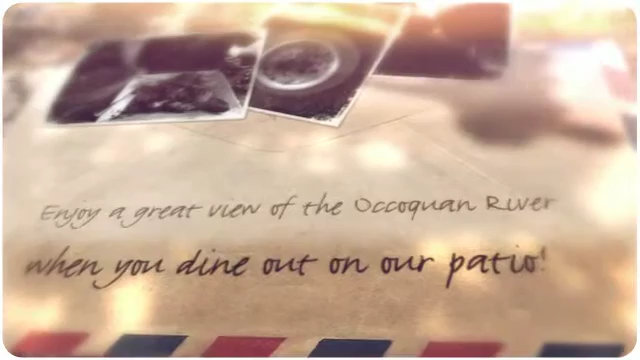 Enjoy a great view of the Occoquan River
when you dine out on our patio!